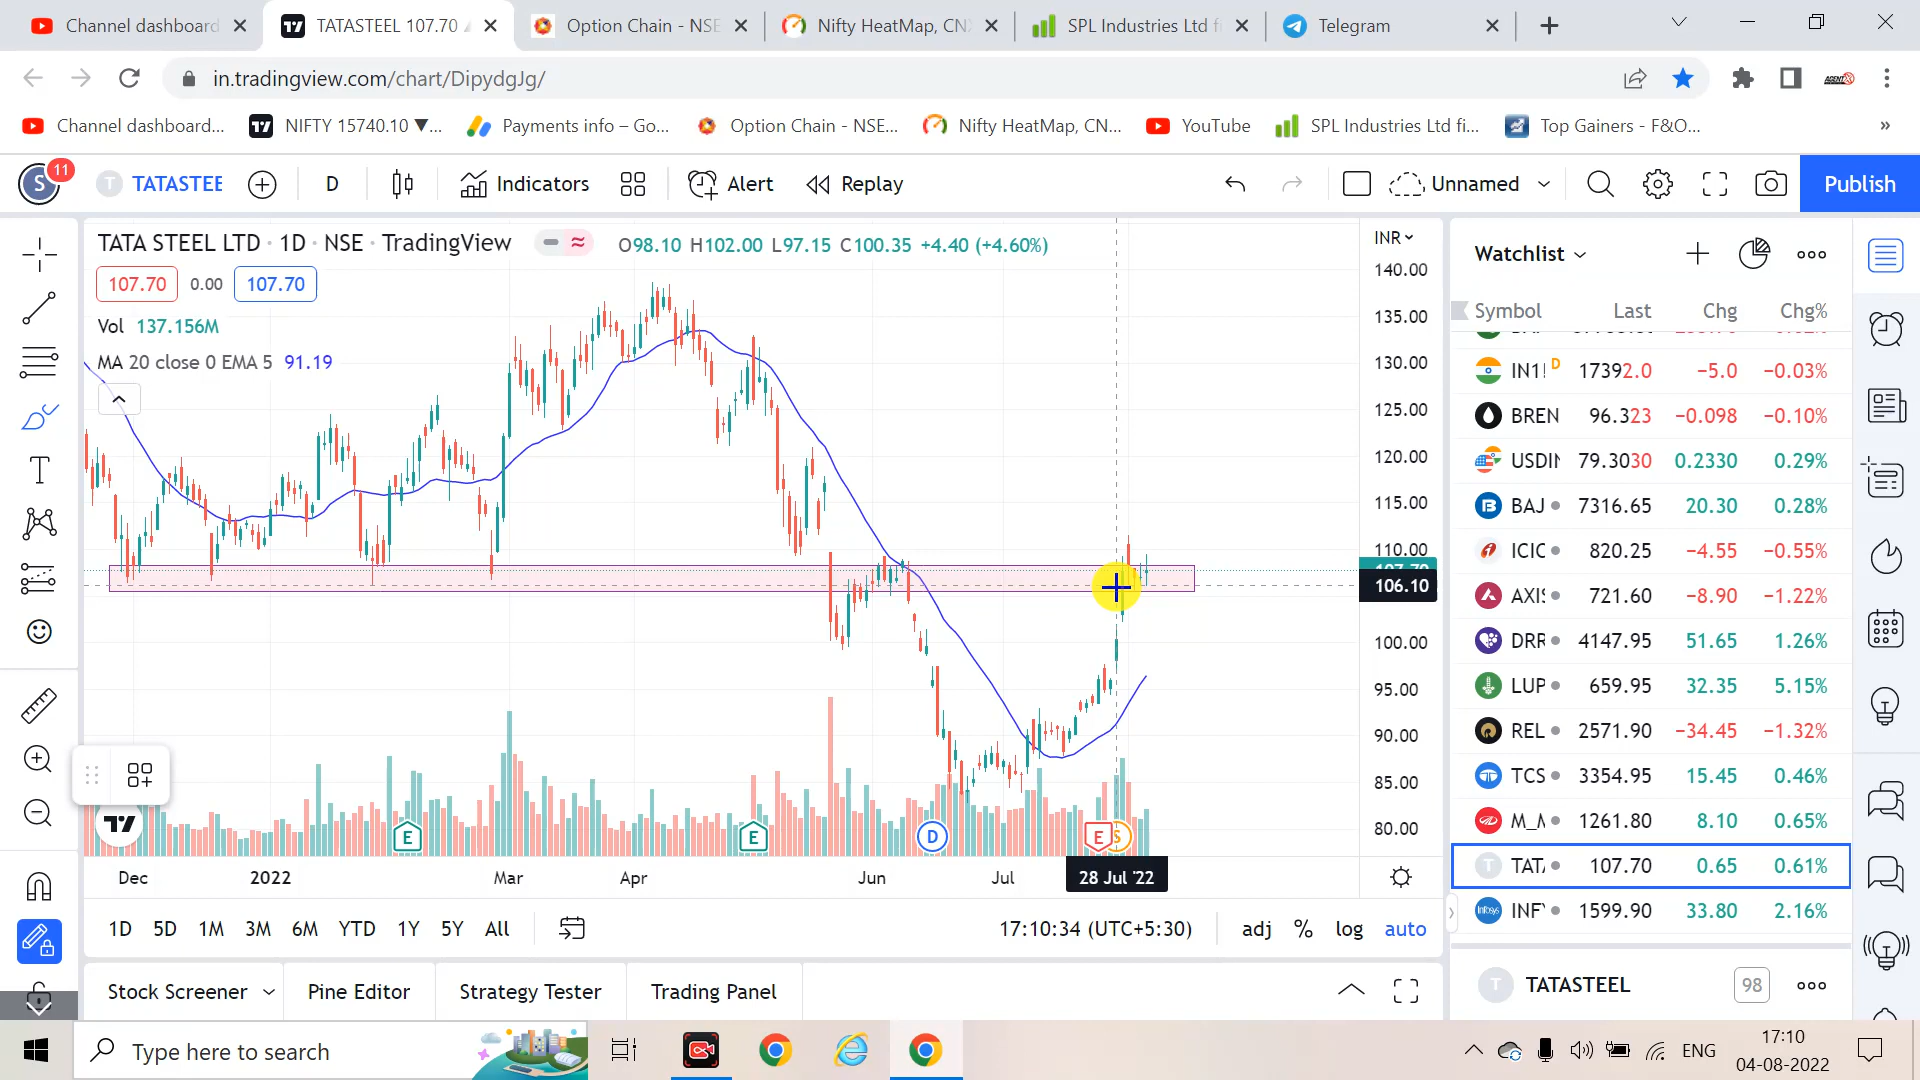 Channel dashboard
TATASTEEL 107.70
Option Chain - NSE
Nifty HeatMap, CN
SPL Industries Ltd fi
Telegram
in.tradingview.com/chart/DipydgJg/
Channel dashboard...
NIFTY 15740.10 ▼...
Payments info – Go...
Option Chain - NSE...
Nifty HeatMap, CN...
YouTube
SPL Industries Ltd fi...
Top Gainers - F&O...
»
S
11
T
TATASTEE
D
Indicators
Alert
Replay
Unnamed
Publish
TATA STEEL LTD · 1D · NSE · TradingView
O98.10 H102.00 L97.15 C100.35 +4.40 (+4.60%)
INR
107.70 0.00 107.70
Vol 137.156M
MA 20 close 0 EMA 5 91.19
140.00
135.00
130.00
125.00
120.00
115.00
110.00
106.10
100.00
95.00
90.00
85.00
80.00
E
E
D
E
S
Dec
2022
Mar
Apr
Jun
Jul
28 Jul '22
1D 5D 1M 3M 6M YTD 1Y 5Y All
17:10:34 (UTC+5:30)
adj % log auto
Stock Screener
Pine Editor
Strategy Tester
Trading Panel
Watchlist
Symbol Last Chg Chg%
IN1! D 17392.0 −5.0 −0.03%
BREN 96.323 −0.098 −0.10%
USDIN 79.3030 0.2330 0.29%
BAJ 7316.65 20.30 0.28%
ICIC 820.25 −4.55 −0.55%
AXIS 721.60 −8.90 −1.22%
DRR 4147.95 51.65 1.26%
LUP 659.95 32.35 5.15%
REL 2571.90 −34.45 −1.32%
TCS 3354.95 15.45 0.46%
M_M 1261.80 8.10 0.65%
T TATA 107.70 0.65 0.61%
INFY 1599.90 33.80 2.16%
T TATASTEEL 98
Type here to search
ENG
17:10
04-08-2022